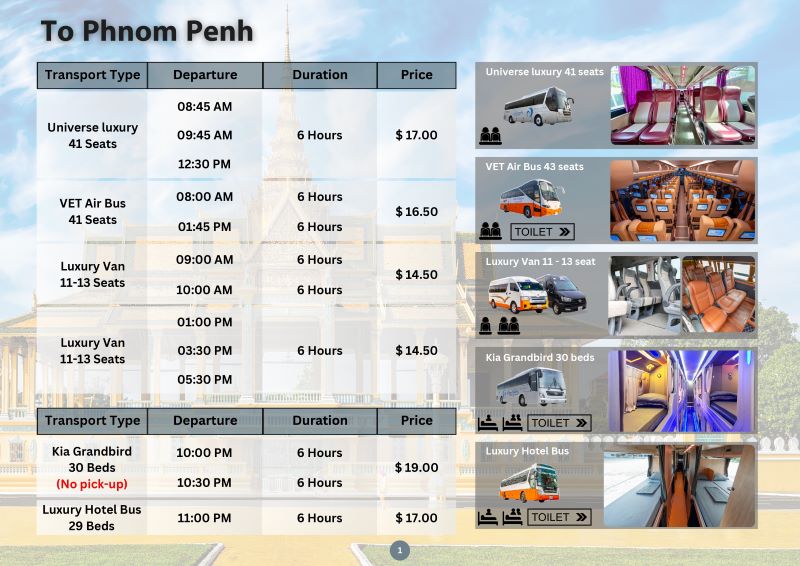 To Phnom Penh
Transport Type Departure Duration Price
Universe luxury
41 Seats
08:45 AM
09:45 AM
12:30 PM
6 Hours
$ 17.00
VET Air Bus
41 Seats
08:00 AM
01:45 PM
6 Hours
6 Hours
$ 16.50
Luxury Van
11-13 Seats
09:00 AM
10:00 AM
6 Hours
6 Hours
$ 14.50
Luxury Van
11-13 Seats
01:00 PM
03:30 PM
05:30 PM
6 Hours
$ 14.50
Transport Type Departure Duration Price
Kia Grandbird
30 Beds
(No pick-up)
10:00 PM
10:30 PM
6 Hours
6 Hours
$ 19.00
Luxury Hotel Bus
29 Beds
11:00 PM
6 Hours
$ 17.00
Universe luxury 41 seats
VET Air Bus 43 seats
TOILET
Luxury Van 11 - 13 seat
Kia Grandbird 30 beds
TOILET
Luxury Hotel Bus
TOILET
1